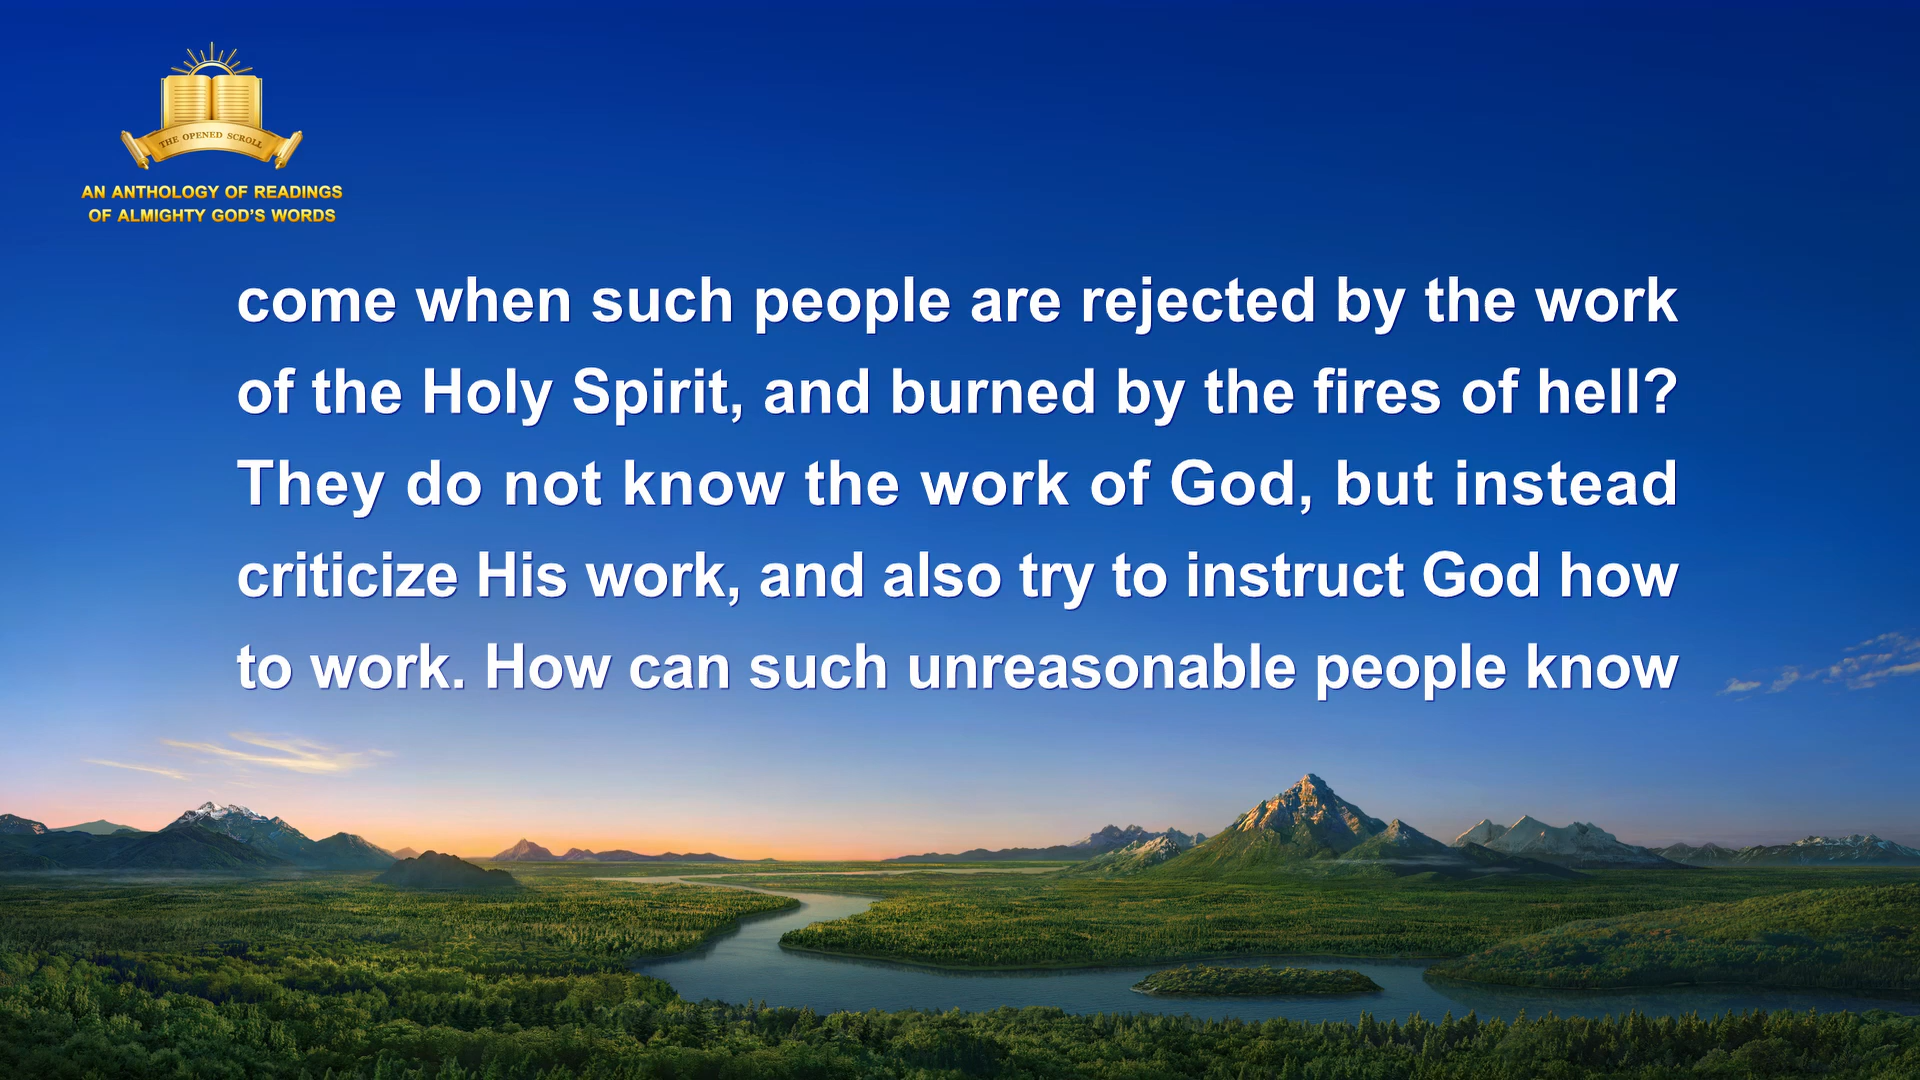 THE OPENED SCROLL
AN ANTHOLOGY OF READINGS
OF ALMIGHTY GOD'S WORDS
come when such people are rejected by the work
of the Holy Spirit, and burned by the fires of hell?
They do not know the work of God, but instead
criticize His work, and also try to instruct God how
to work. How can such unreasonable people know